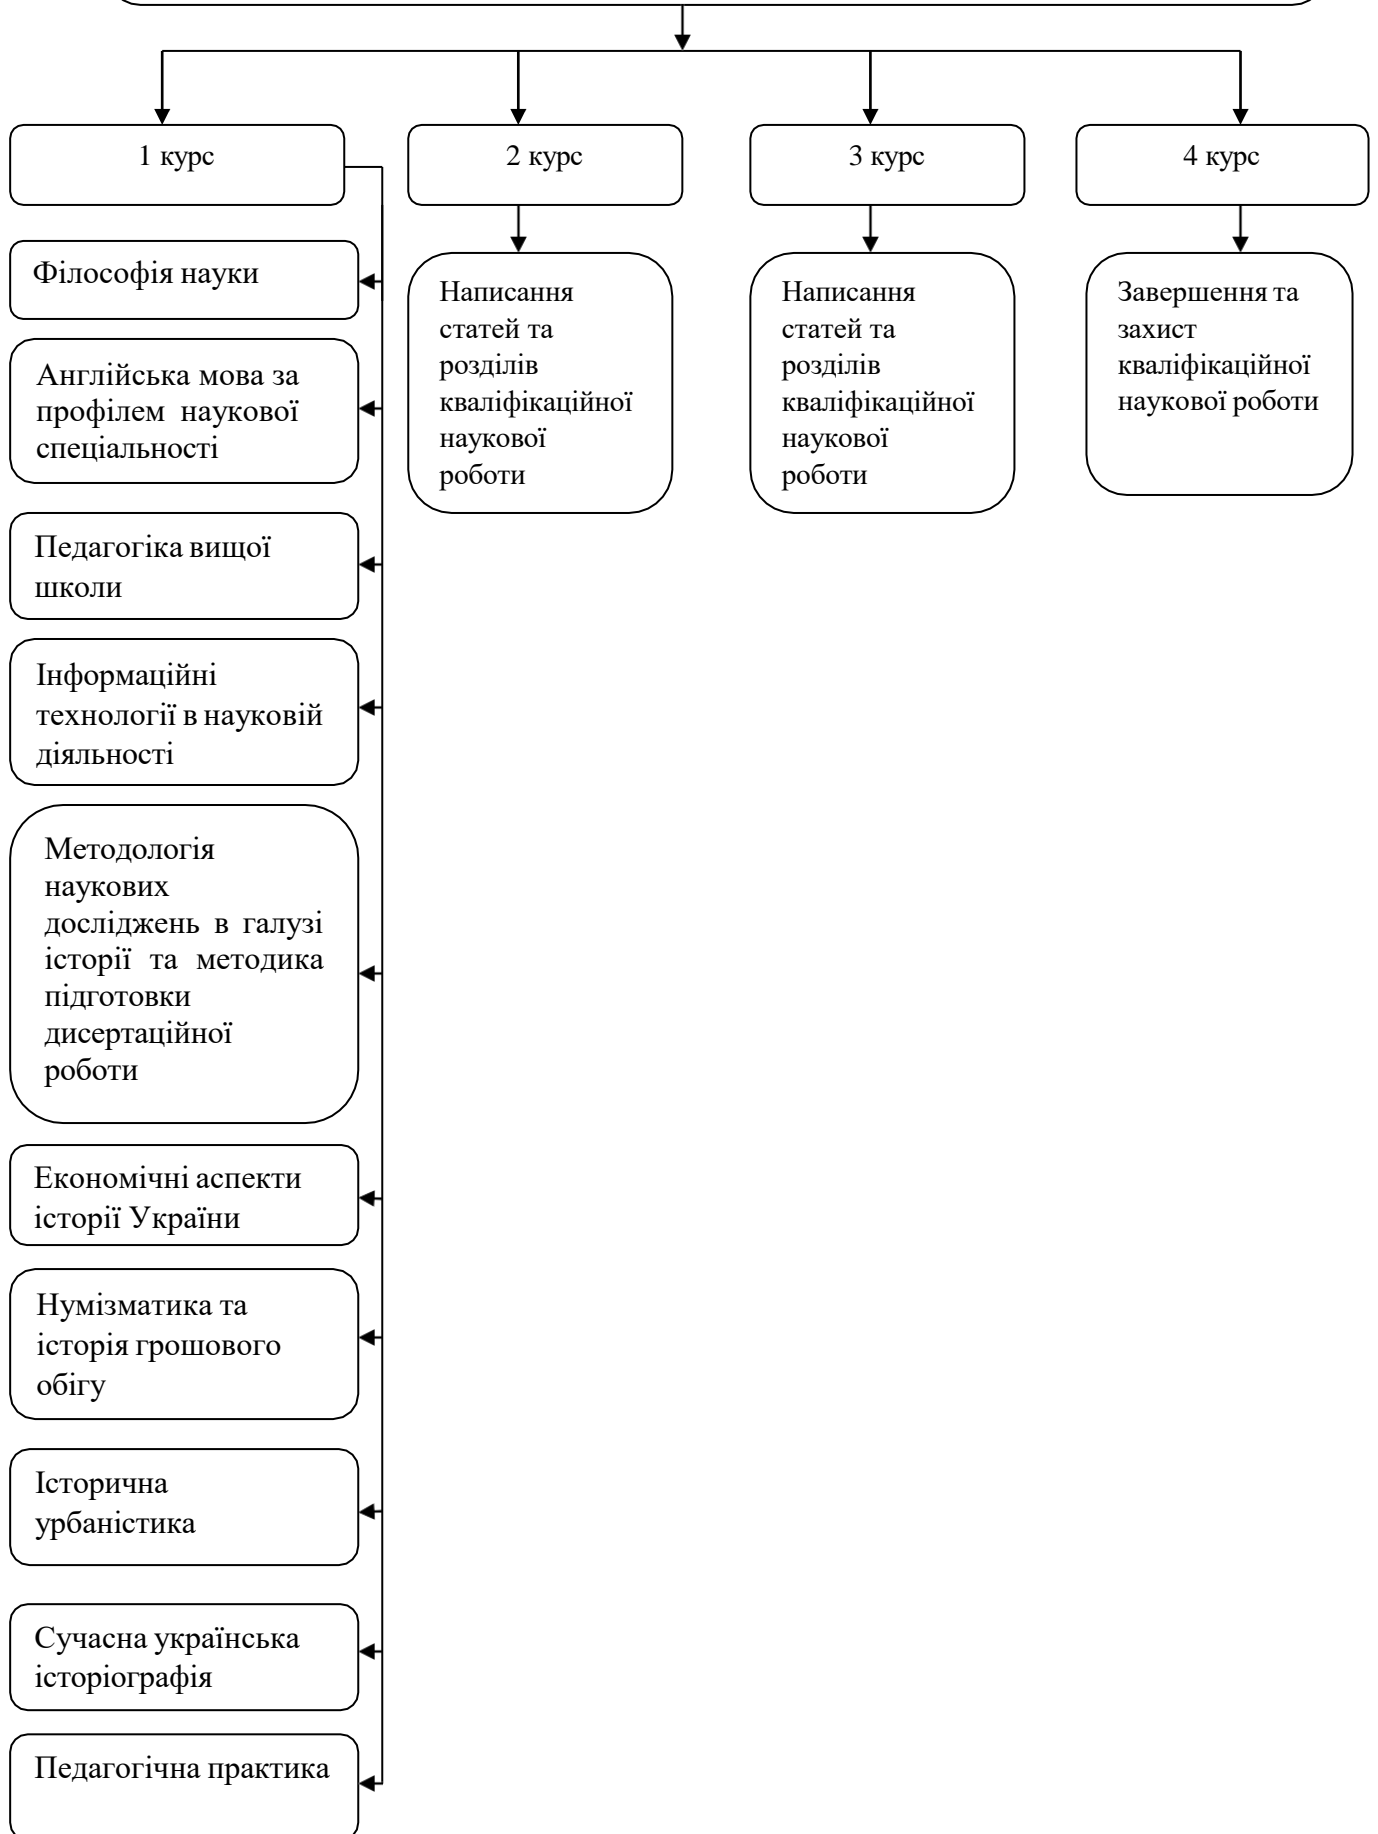 1 курс
2 курс
3 курс
4 курс
Філософія науки
Англійська мова за
профілем наукової
спеціальності
Педагогіка вищої
школи
Інформаційні
технології в науковій
діяльності
Методологія
наукових
досліджень в галузі
історії та методика
підготовки
дисертаційної
роботи
Економічні аспекти
історії України
Нумізматика та
історія грошового
обігу
Історична
урбаністика
Сучасна українська
історіографія
Педагогічна практика
Написання
статей та
розділів
кваліфікаційної
наукової
роботи
Написання
статей та
розділів
кваліфікаційної
наукової
роботи
Завершення та
захист
кваліфікаційної
наукової роботи